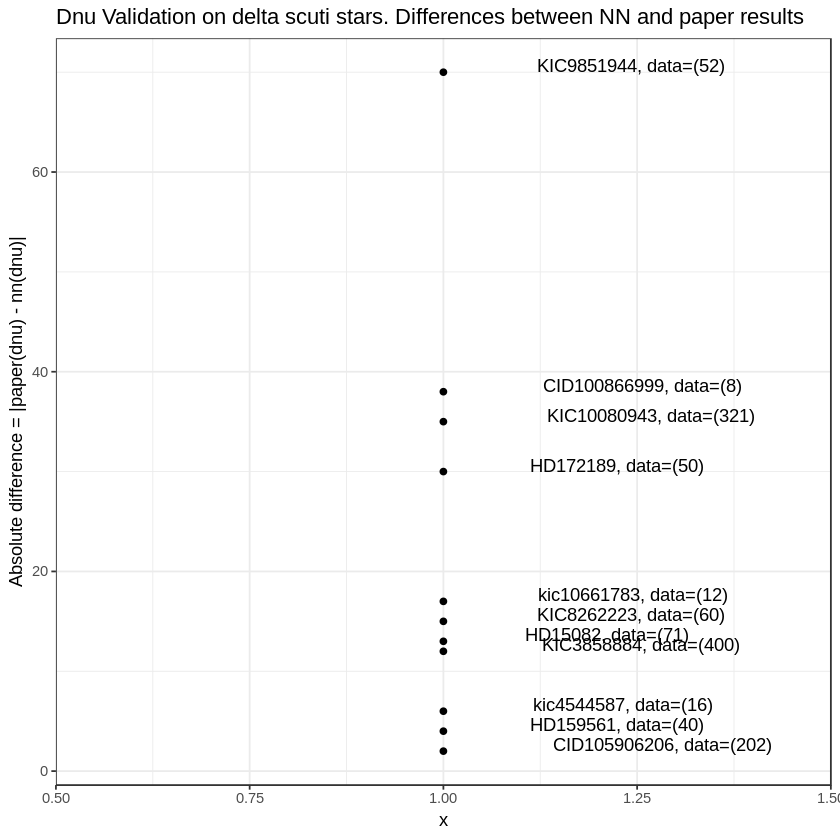 Dnu Validation on delta scuti stars. Differences between NN and paper results
Absolute difference = |paper(dnu) - nn(dnu)|
60
40
20
0
KIC9851944, data=(52)
CID100866999, data=(8)
KIC10080943, data=(321)
HD172189, data=(50)
kic10661783, data=(12)
KIC8262223, data=(60)
HD15082, data=(71)
KIC3858884, data=(400)
kic4544587, data=(16)
HD159561, data=(40)
CID105906206, data=(202)
0.50 0.75 1.00 1.25 1.50
x